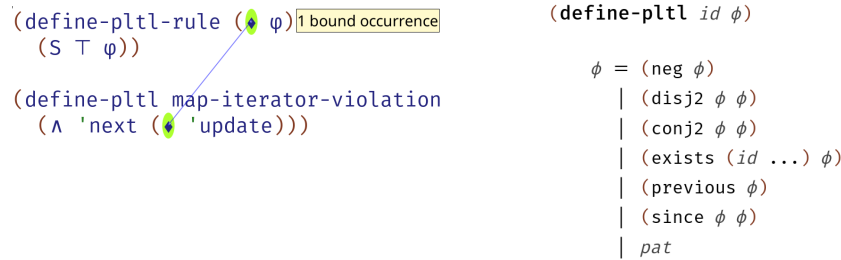 (define-pltl-rule (♦ φ) 1 bound occurrence
(S ⊤ φ))
(define-pltl map-iterator-violation
(∧ 'next (♦ 'update)))
(define-pltl id ϕ)
ϕ = (neg ϕ)
| (disj2 ϕ ϕ)
| (conj2 ϕ ϕ)
| (exists (id ...) ϕ)
| (previous ϕ)
| (since ϕ ϕ)
| pat